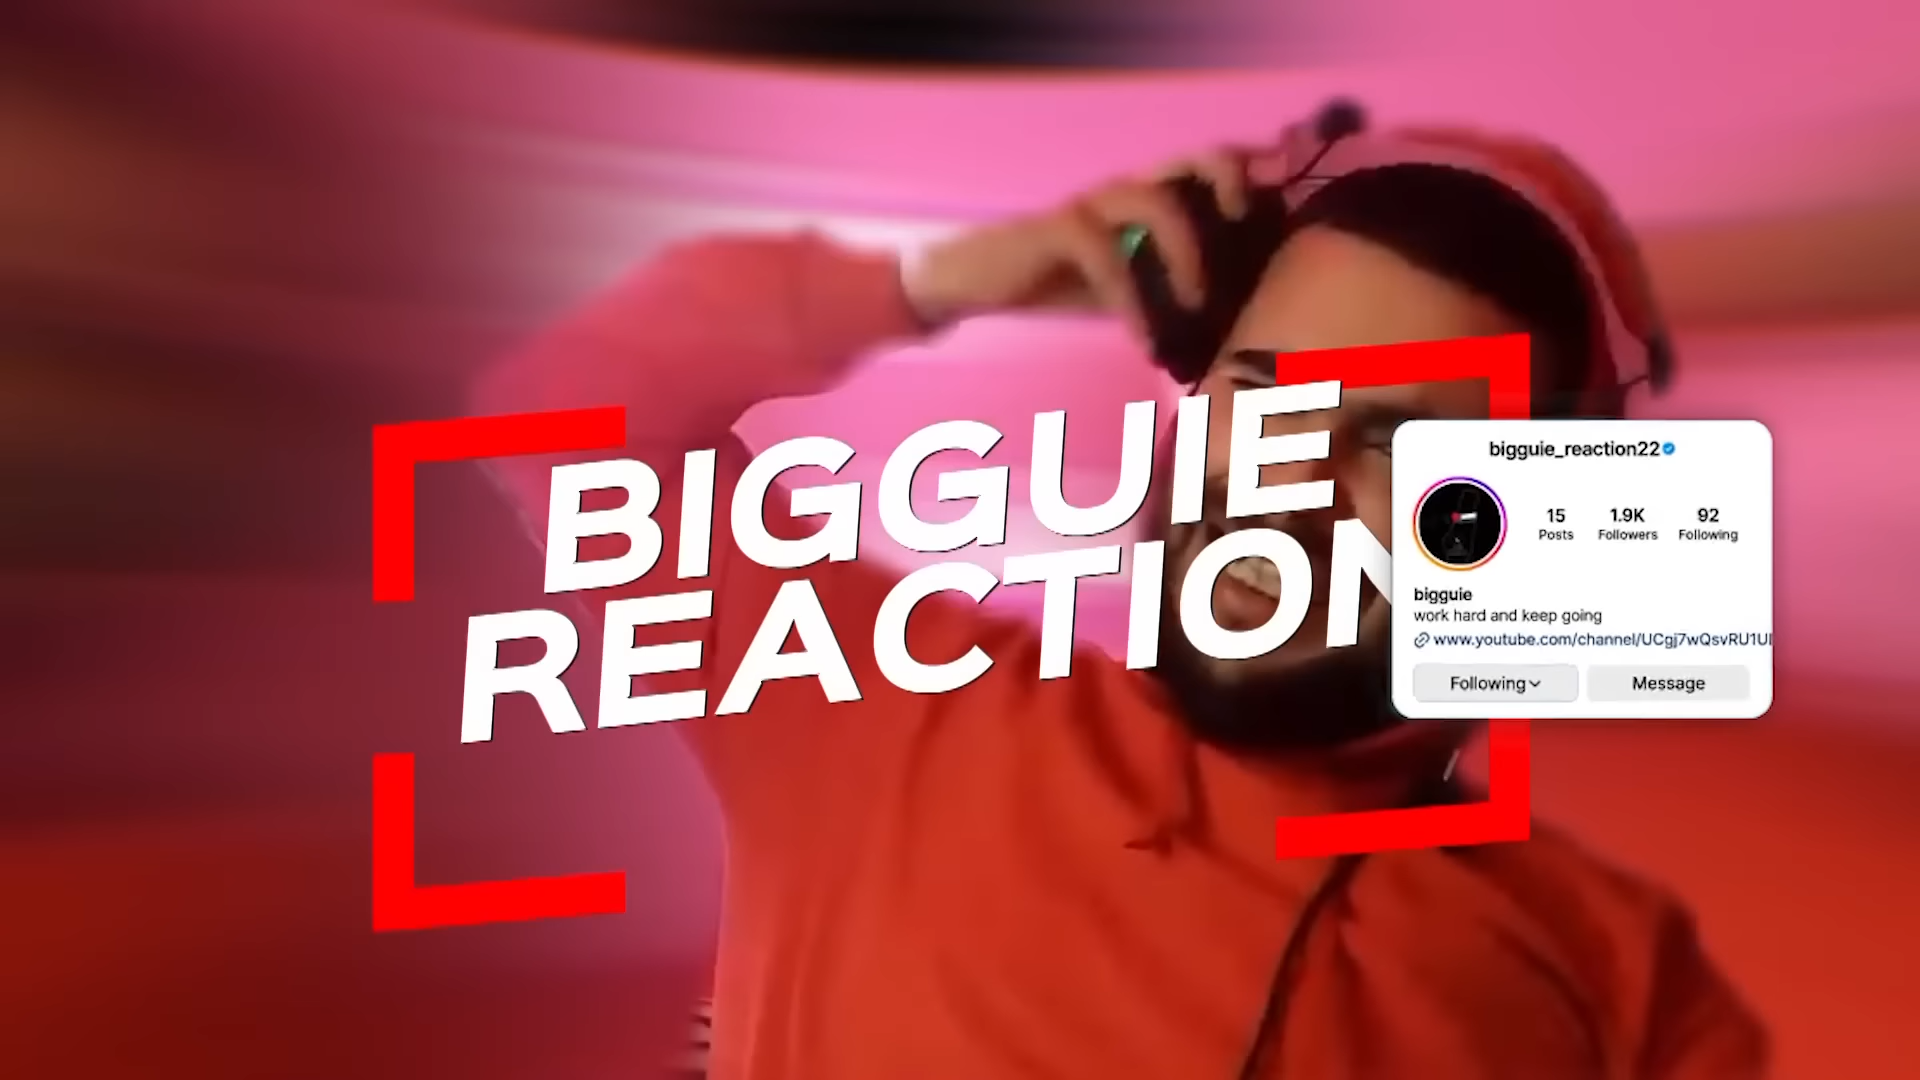 BIGGUIE
REACTION
bigguie_reaction22
15
1.9K
92
Posts
Followers
Following
bigguie
work hard and keep going
www.youtube.com/channel/UCgj7wQsvRU1UI
Following
Message